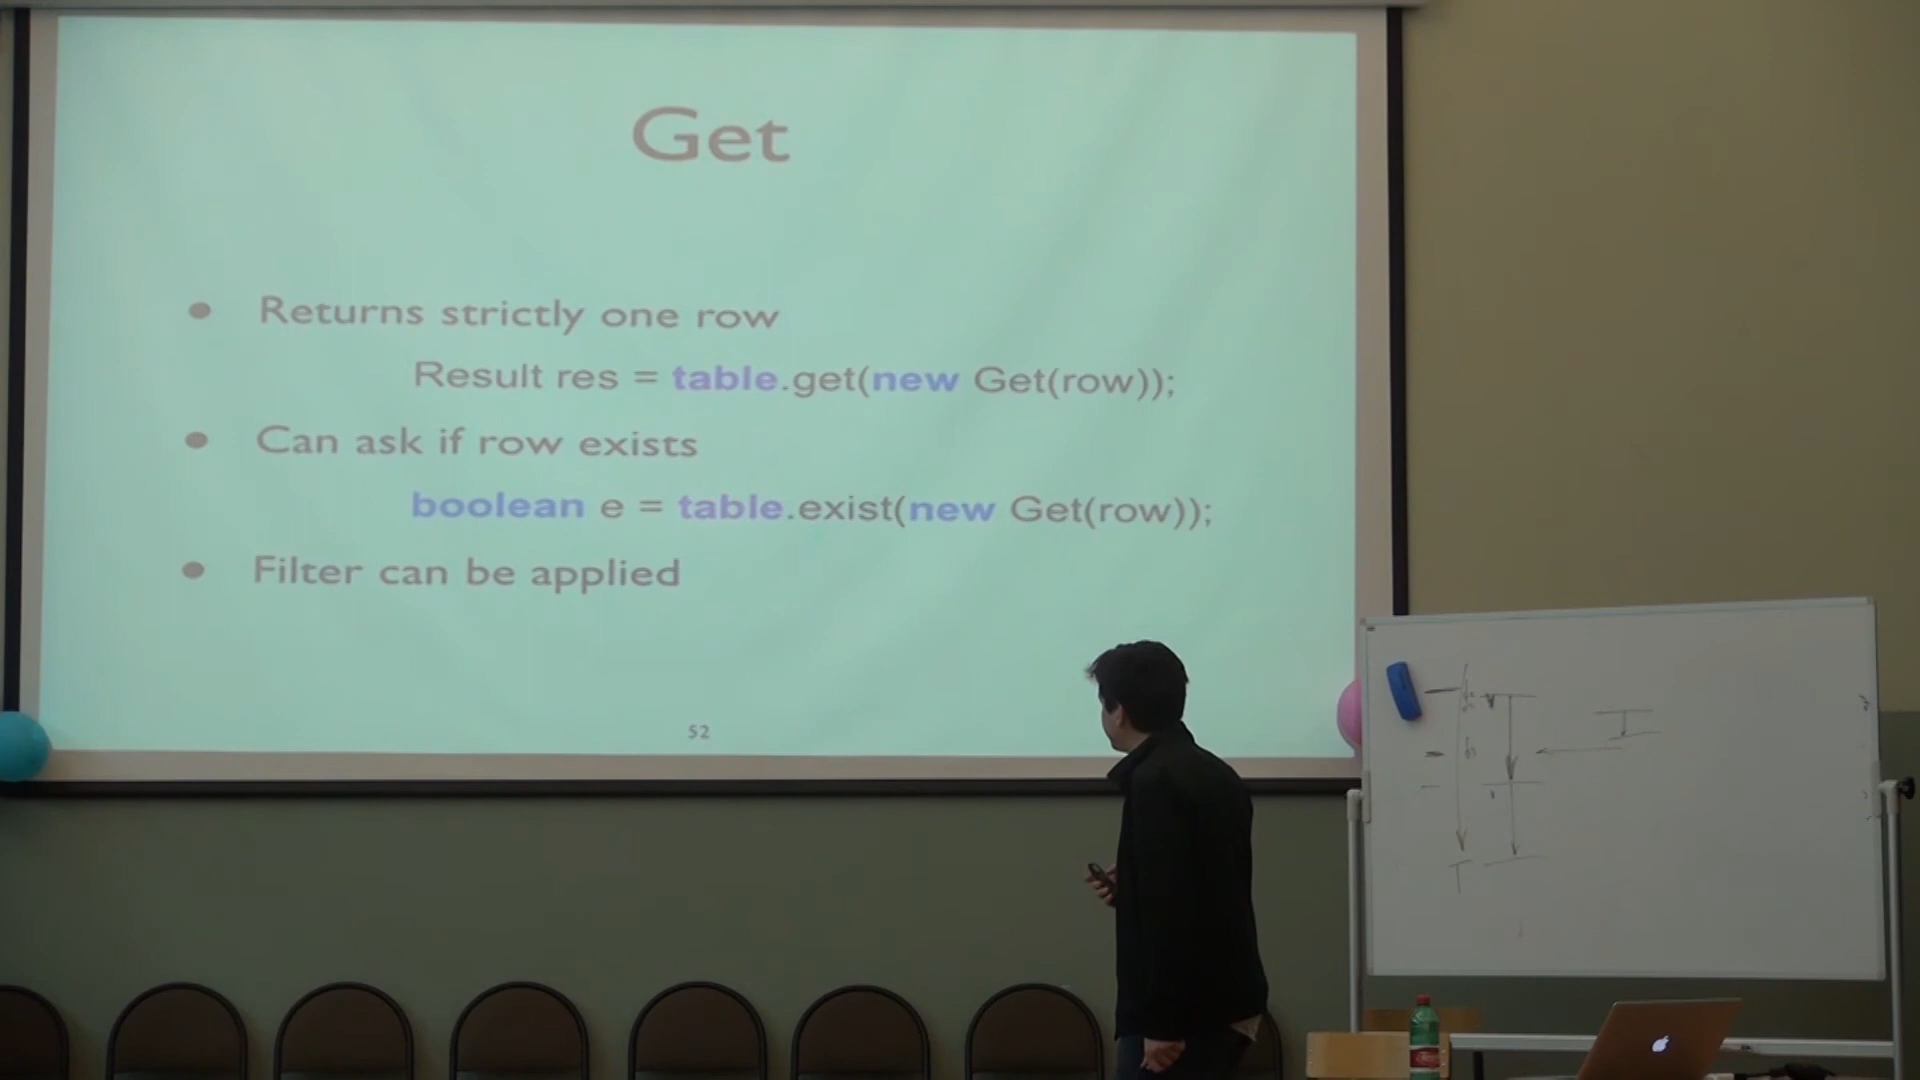 Get
● Returns strictly one row
Result res = table.get(new Get(row));
● Can ask if row exists
boolean e = table.exist(new Get(row));
● Filter can be applied
52